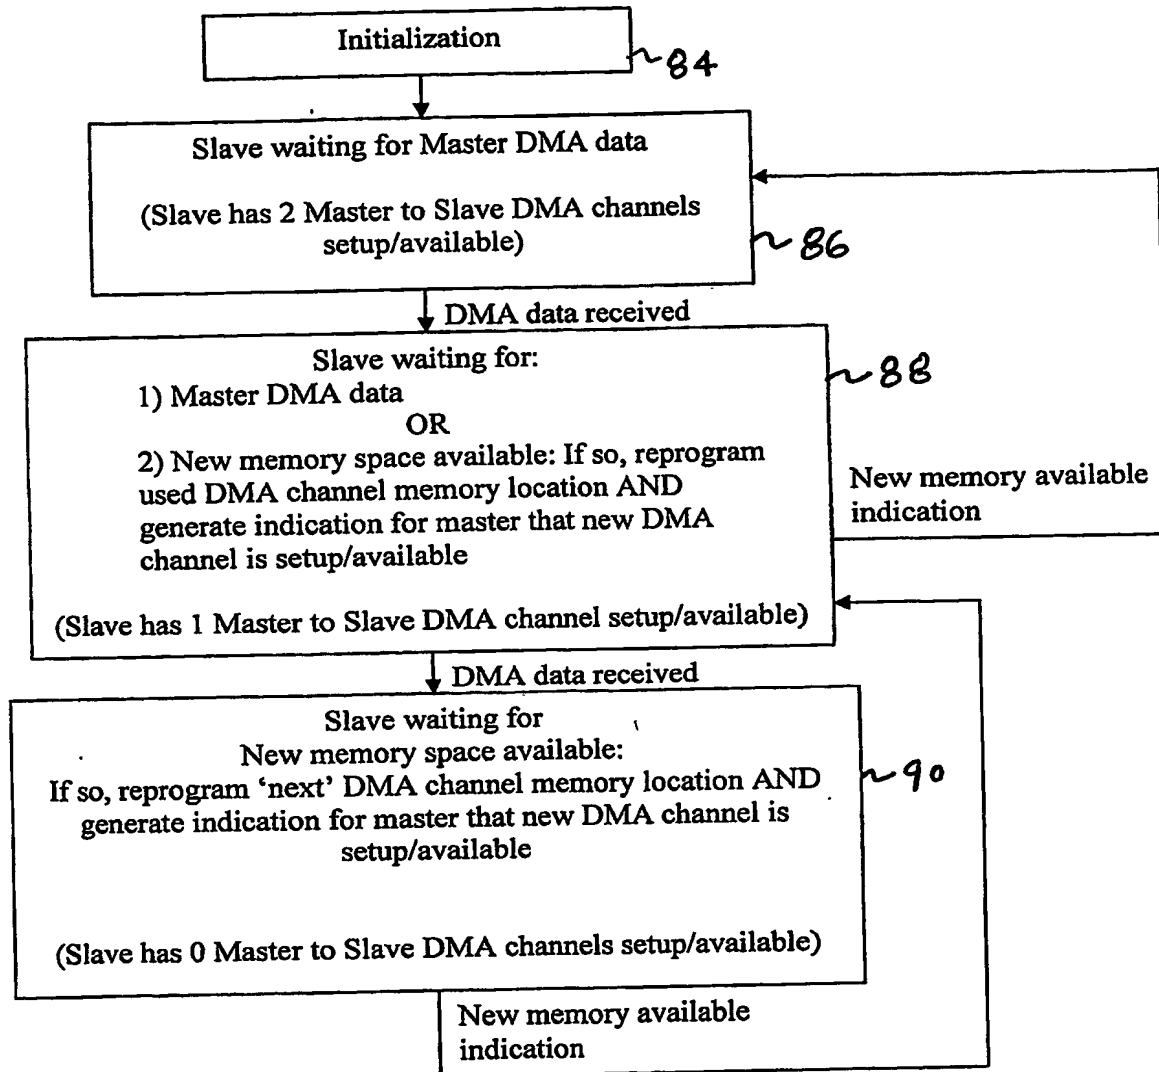 Initialization
84
Slave waiting for Master DMA data
(Slave has 2 Master to Slave DMA channels
setup/available)
86
DMA data received
Slave waiting for:
1) Master DMA data
OR
2) New memory space available: If so, reprogram
used DMA channel memory location AND
generate indication for master that new DMA
channel is setup/available
(Slave has 1 Master to Slave DMA channel setup/available)
88
New memory available
indication
DMA data received
Slave waiting for
New memory space available:
If so, reprogram ‘next’ DMA channel memory location AND
generate indication for master that new DMA channel is
setup/available
(Slave has 0 Master to Slave DMA channels setup/available)
90
New memory available
indication